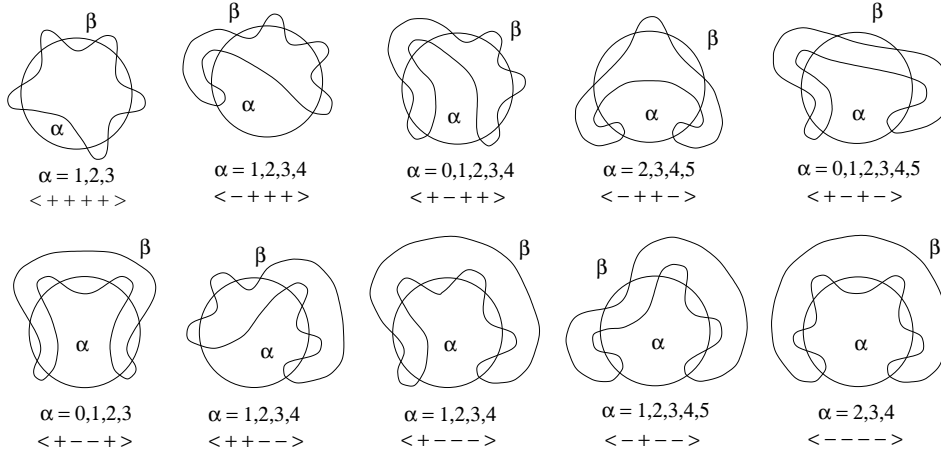 β β β β β
α α α α α
α = 1,2,3 α = 1,2,3,4 α = 0,1,2,3,4 α = 2,3,4,5 α = 0,1,2,3,4,5
< + + + + > < − + + + > < + − + + > < − + + − > < + − + − >
β β β β β
α α α α α
α = 0,1,2,3 α = 1,2,3,4 α = 1,2,3,4 α = 1,2,3,4,5 α = 2,3,4
< + − − + > < + + − − > < + − − − > < − + − − > < − − − − >